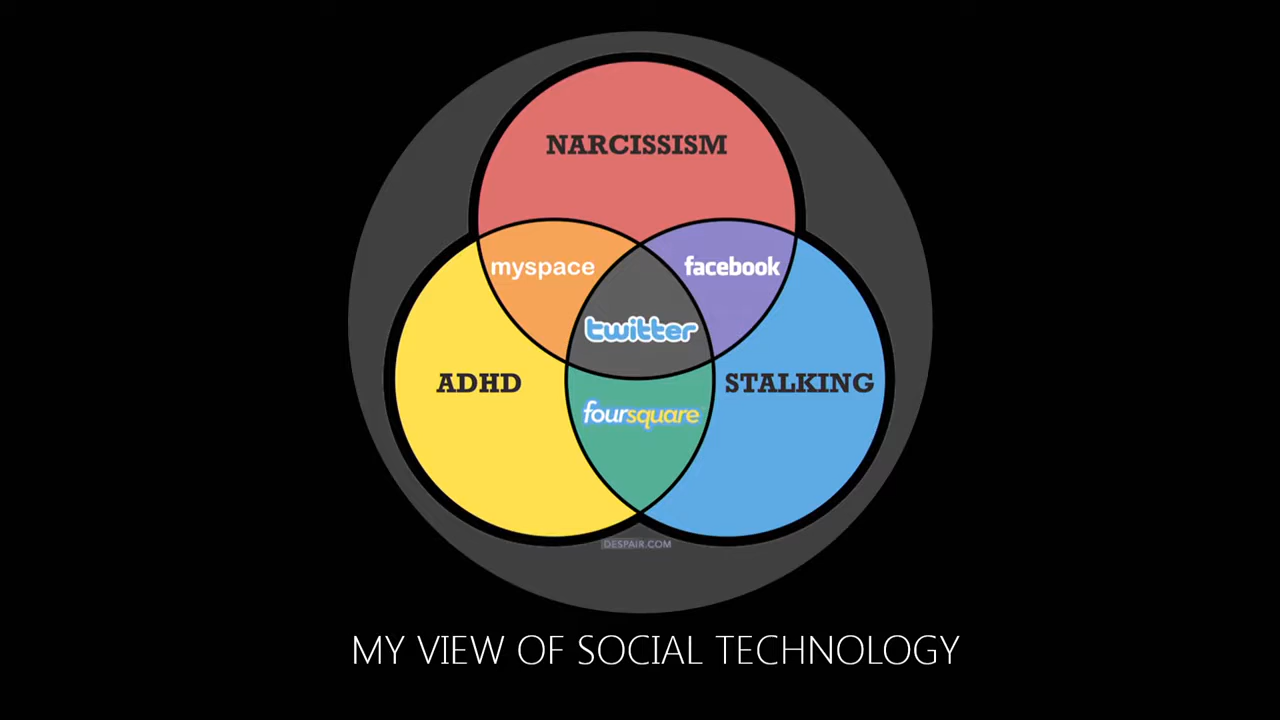 NARCISSISM
myspace
facebook
twitter
ADHD
STALKING
foursquare
DESPAIR.COM
MY VIEW OF SOCIAL TECHNOLOGY